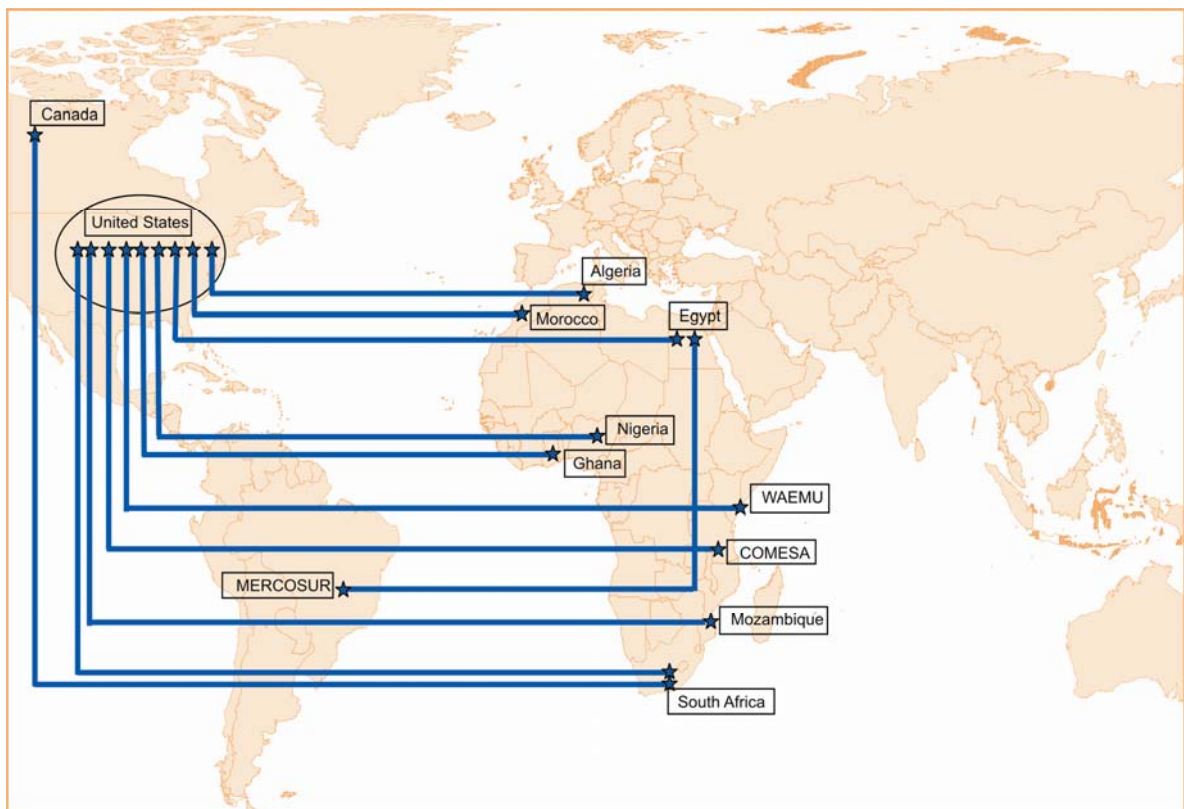 Canada
United States
Algeria
Morocco
Egypt
Nigeria
Ghana
WAEMU
COMESA
MERCOSUR
Mozambique
South Africa